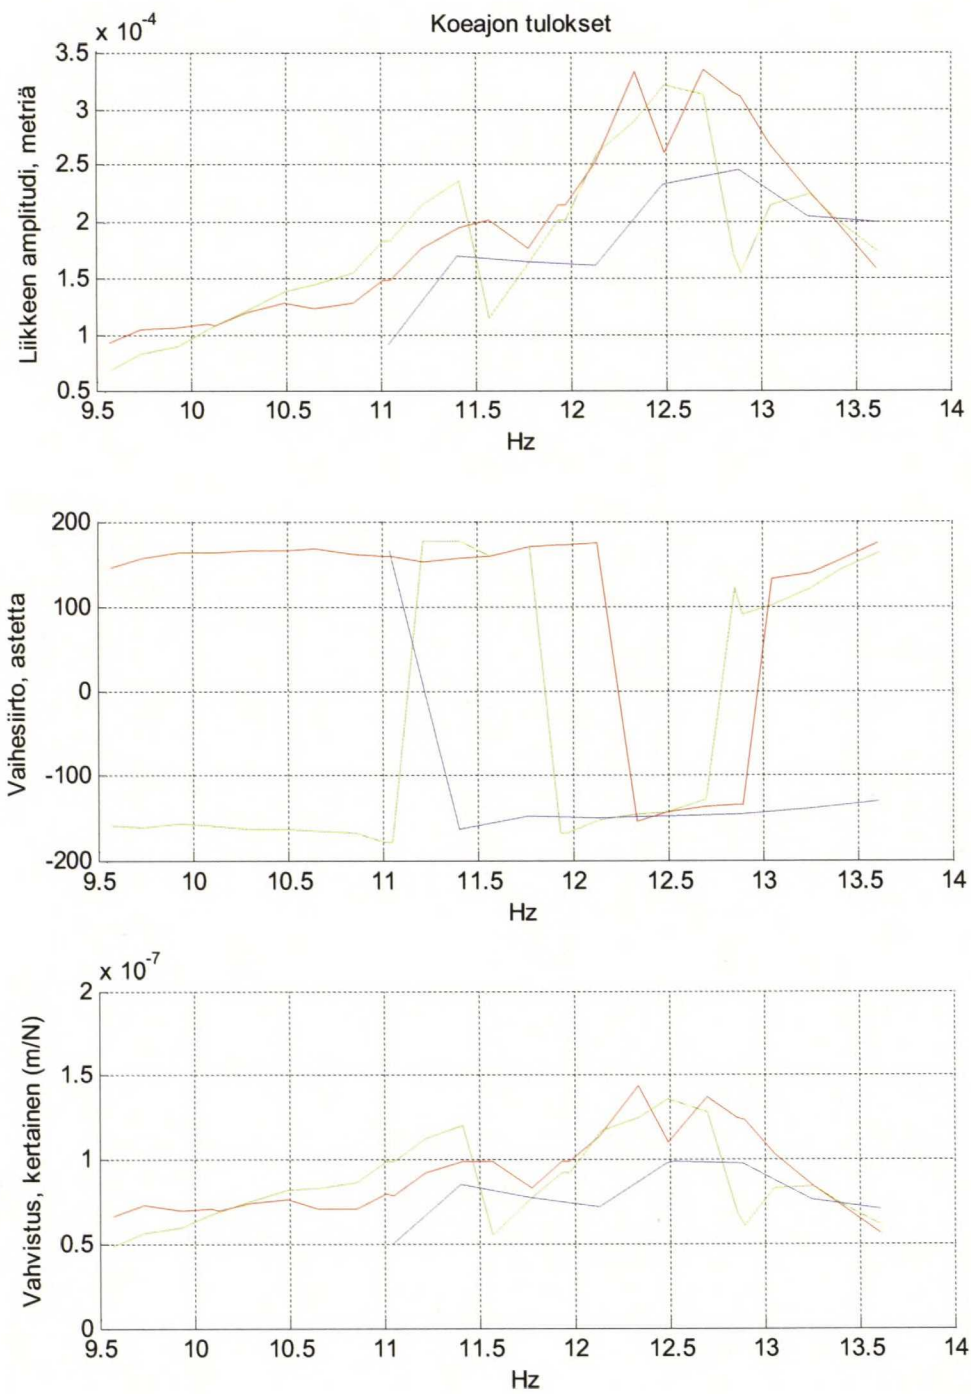 Koeajon tulokset
x 10-4
Liikkeen amplitudi, metriä
3.5
3
2.5
2
1.5
1
0.5
9.5 10 10.5 11 11.5 12 12.5 13 13.5 14
Hz
Vaihesiirto, astetta
200
100
0
-100
-200
9.5 10 10.5 11 11.5 12 12.5 13 13.5 14
Hz
x 10-7
Vahvistus, kertainen (m/N)
2
1.5
1
0.5
0
9.5 10 10.5 11 11.5 12 12.5 13 13.5 14
Hz